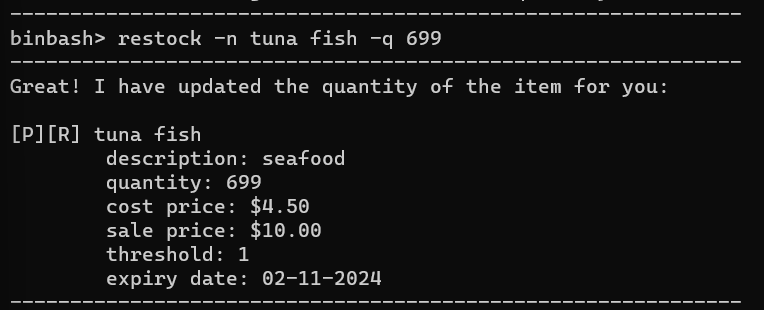 -------------------------------------------------------------
binbash> restock -n tuna fish -q 699
-------------------------------------------------------------
Great! I have updated the quantity of the item for you:

[P][R] tuna fish
        description: seafood
        quantity: 699
        cost price: $4.50
        sale price: $10.00
        threshold: 1
        expiry date: 02-11-2024
-------------------------------------------------------------